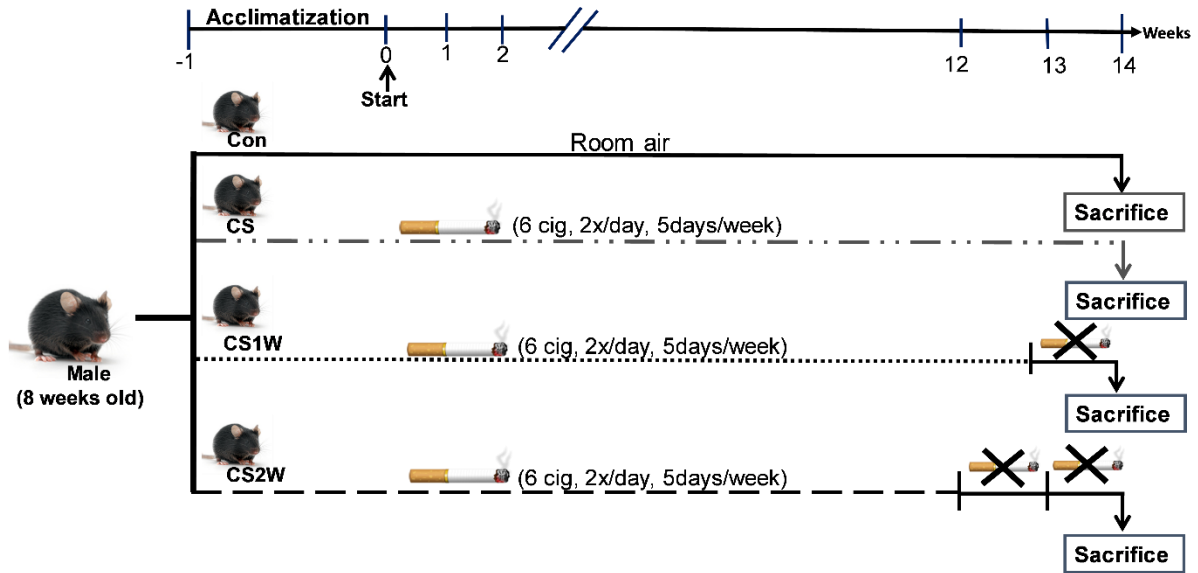 Acclimatization
Weeks
-1
0
1
2
12
13
14
Start
Con
Room air
Sacrifice
CS
(6 cig, 2x/day, 5days/week)
Sacrifice
CS1W
(6 cig, 2x/day, 5days/week)
Sacrifice
Male
(8 weeks old)
CS2W
(6 cig, 2x/day, 5days/week)
Sacrifice